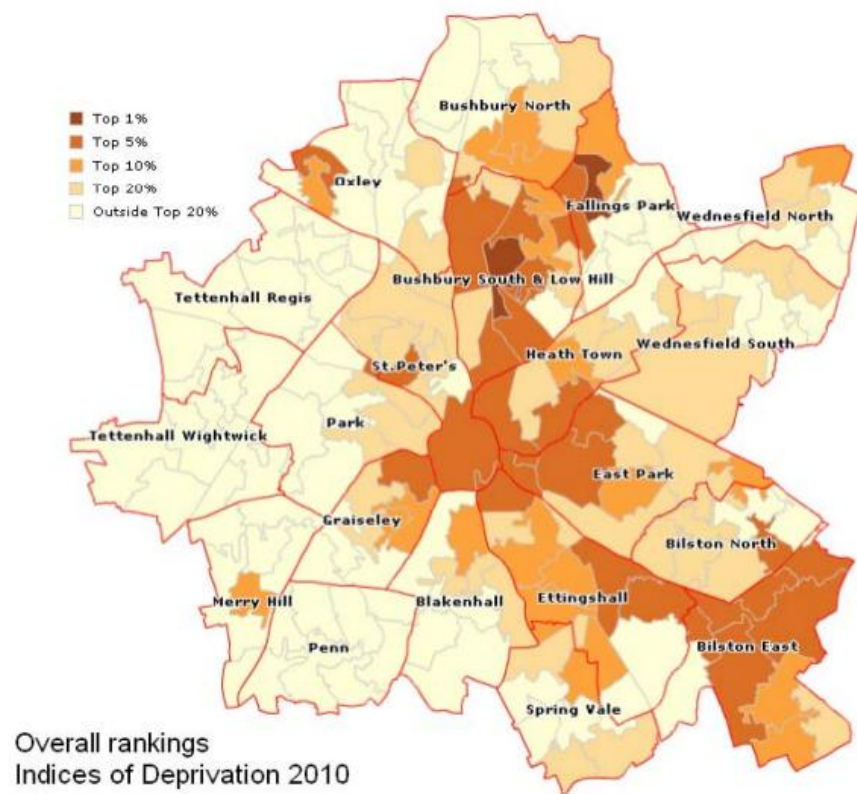 Bushbury North
Top 1%
Top 5%
Top 10%
Top 20%
Outside Top 20%
Oxley
Fallings Park
Wednesfield North
Bushbury South & Low Hill
Tettenhall Regis
Wednesfield South
Heath Town
St.Peter's
Park
Tettenhall Wightwick
East Park
Graiseley
Bilston North
Merry Hill
Blakenhall
Ettingshall
Penn
Bilston East
Spring Vale
Overall rankings
Indices of Deprivation 2010